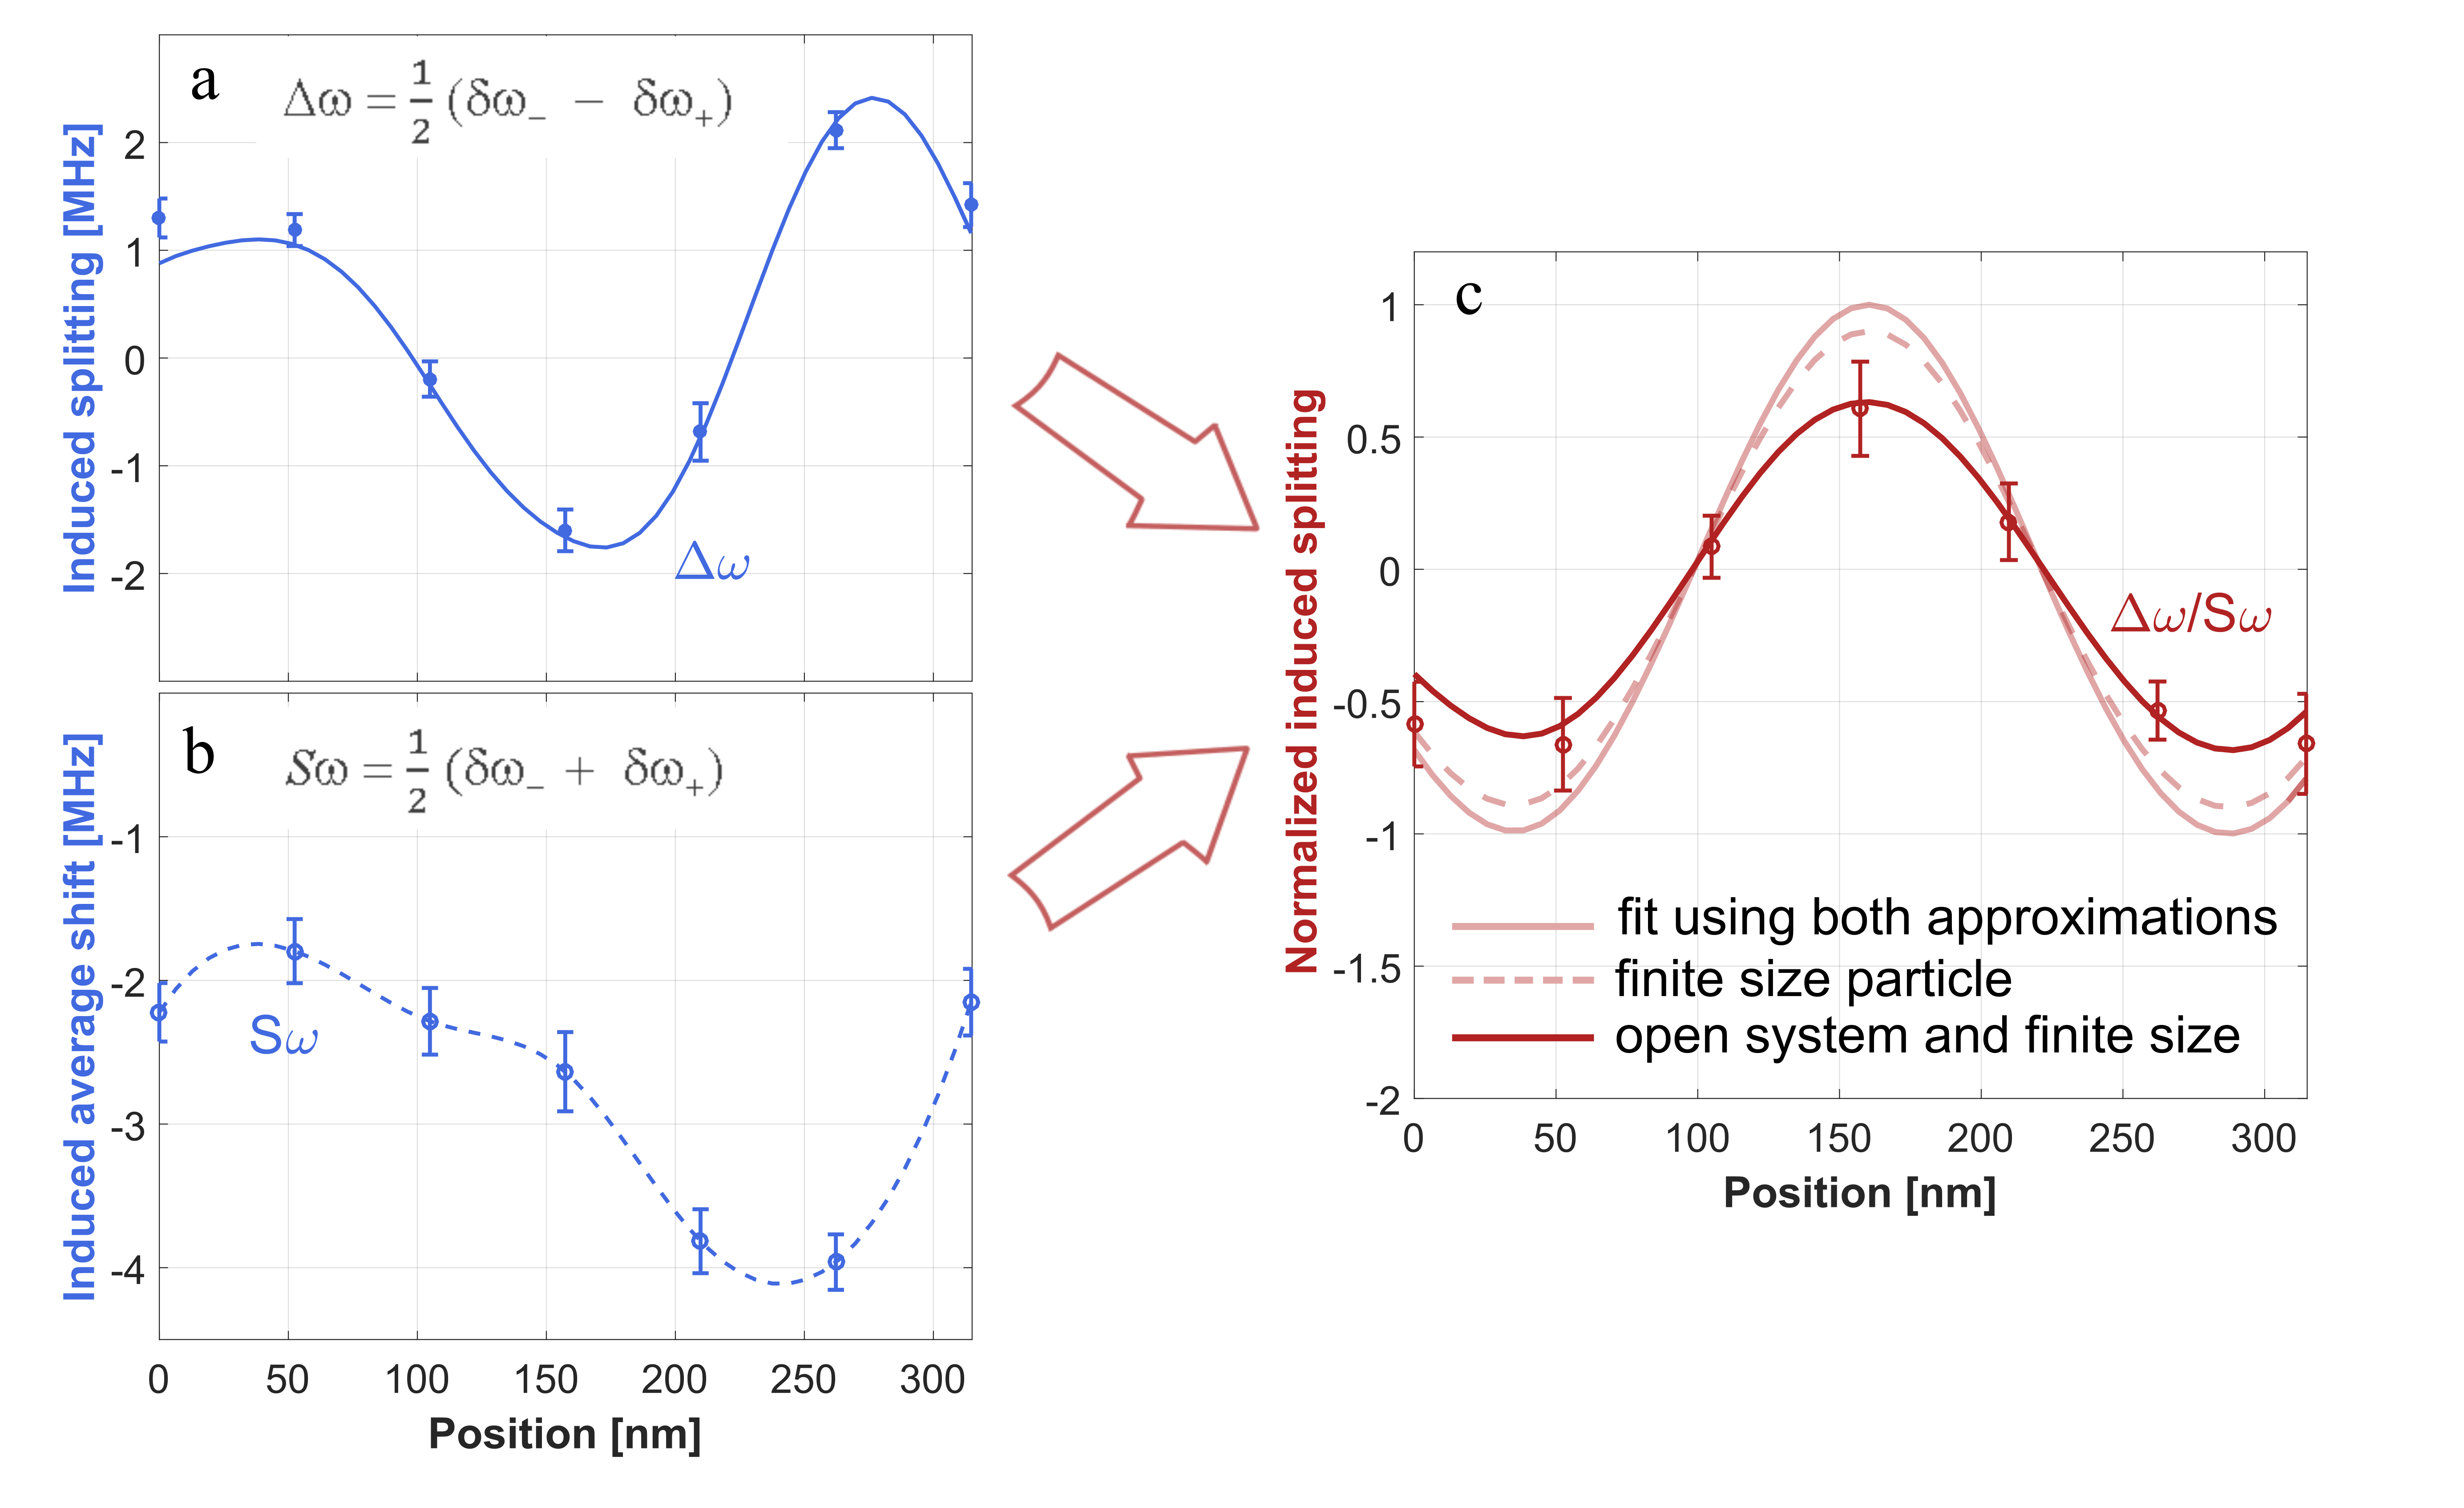 a
Δω = 1/2 (δω₋ − δω₊)
Induced splitting [MHz]
2
1
0
-1
-2
Δω
b
Sω = 1/2 (δω₋ + δω₊)
Induced average shift [MHz]
-1
-2
-3
-4
Sω
0 50 100 150 200 250 300
Position [nm]
c
Normalized induced splitting
1
0.5
0
-0.5
-1
-1.5
-2
Δω/Sω
fit using both approximations
finite size particle
open system and finite size
0 50 100 150 200 250 300
Position [nm]